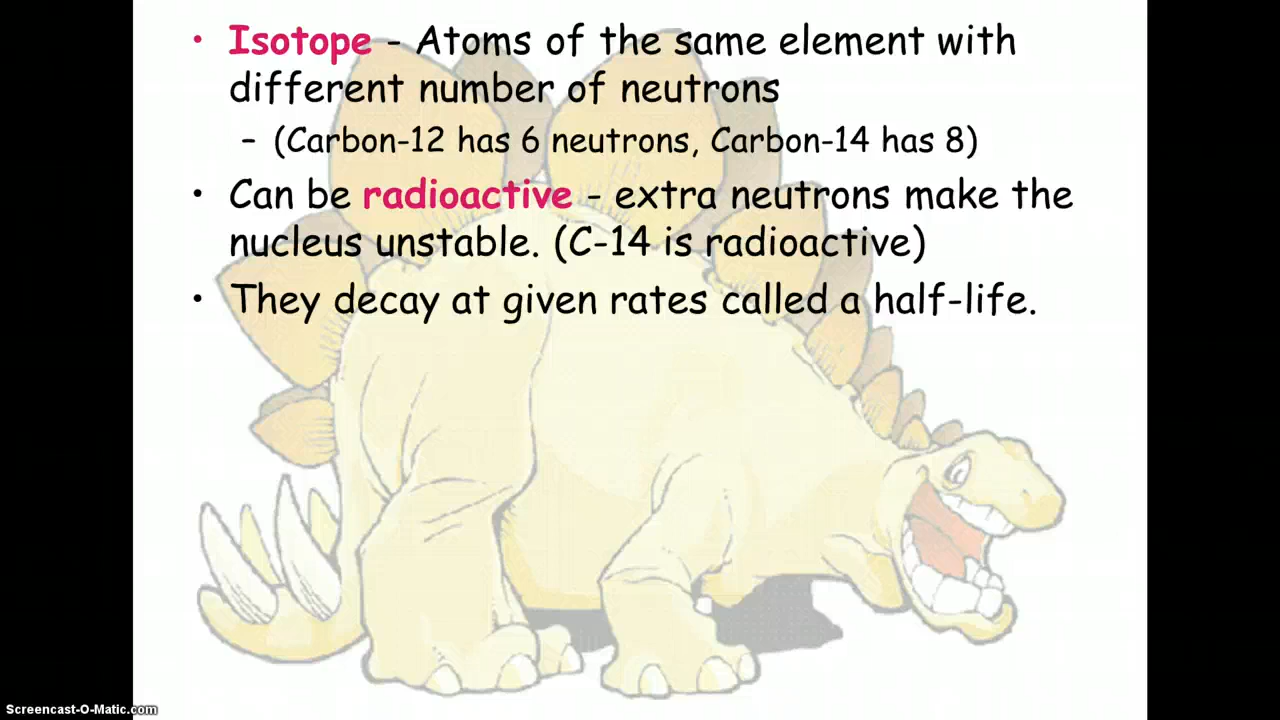 • Isotope - Atoms of the same element with
different number of neutrons
– (Carbon-12 has 6 neutrons, Carbon-14 has 8)
• Can be radioactive - extra neutrons make the
nucleus unstable. (C-14 is radioactive)
• They decay at given rates called a half-life.
Screencast-O-Matic.com